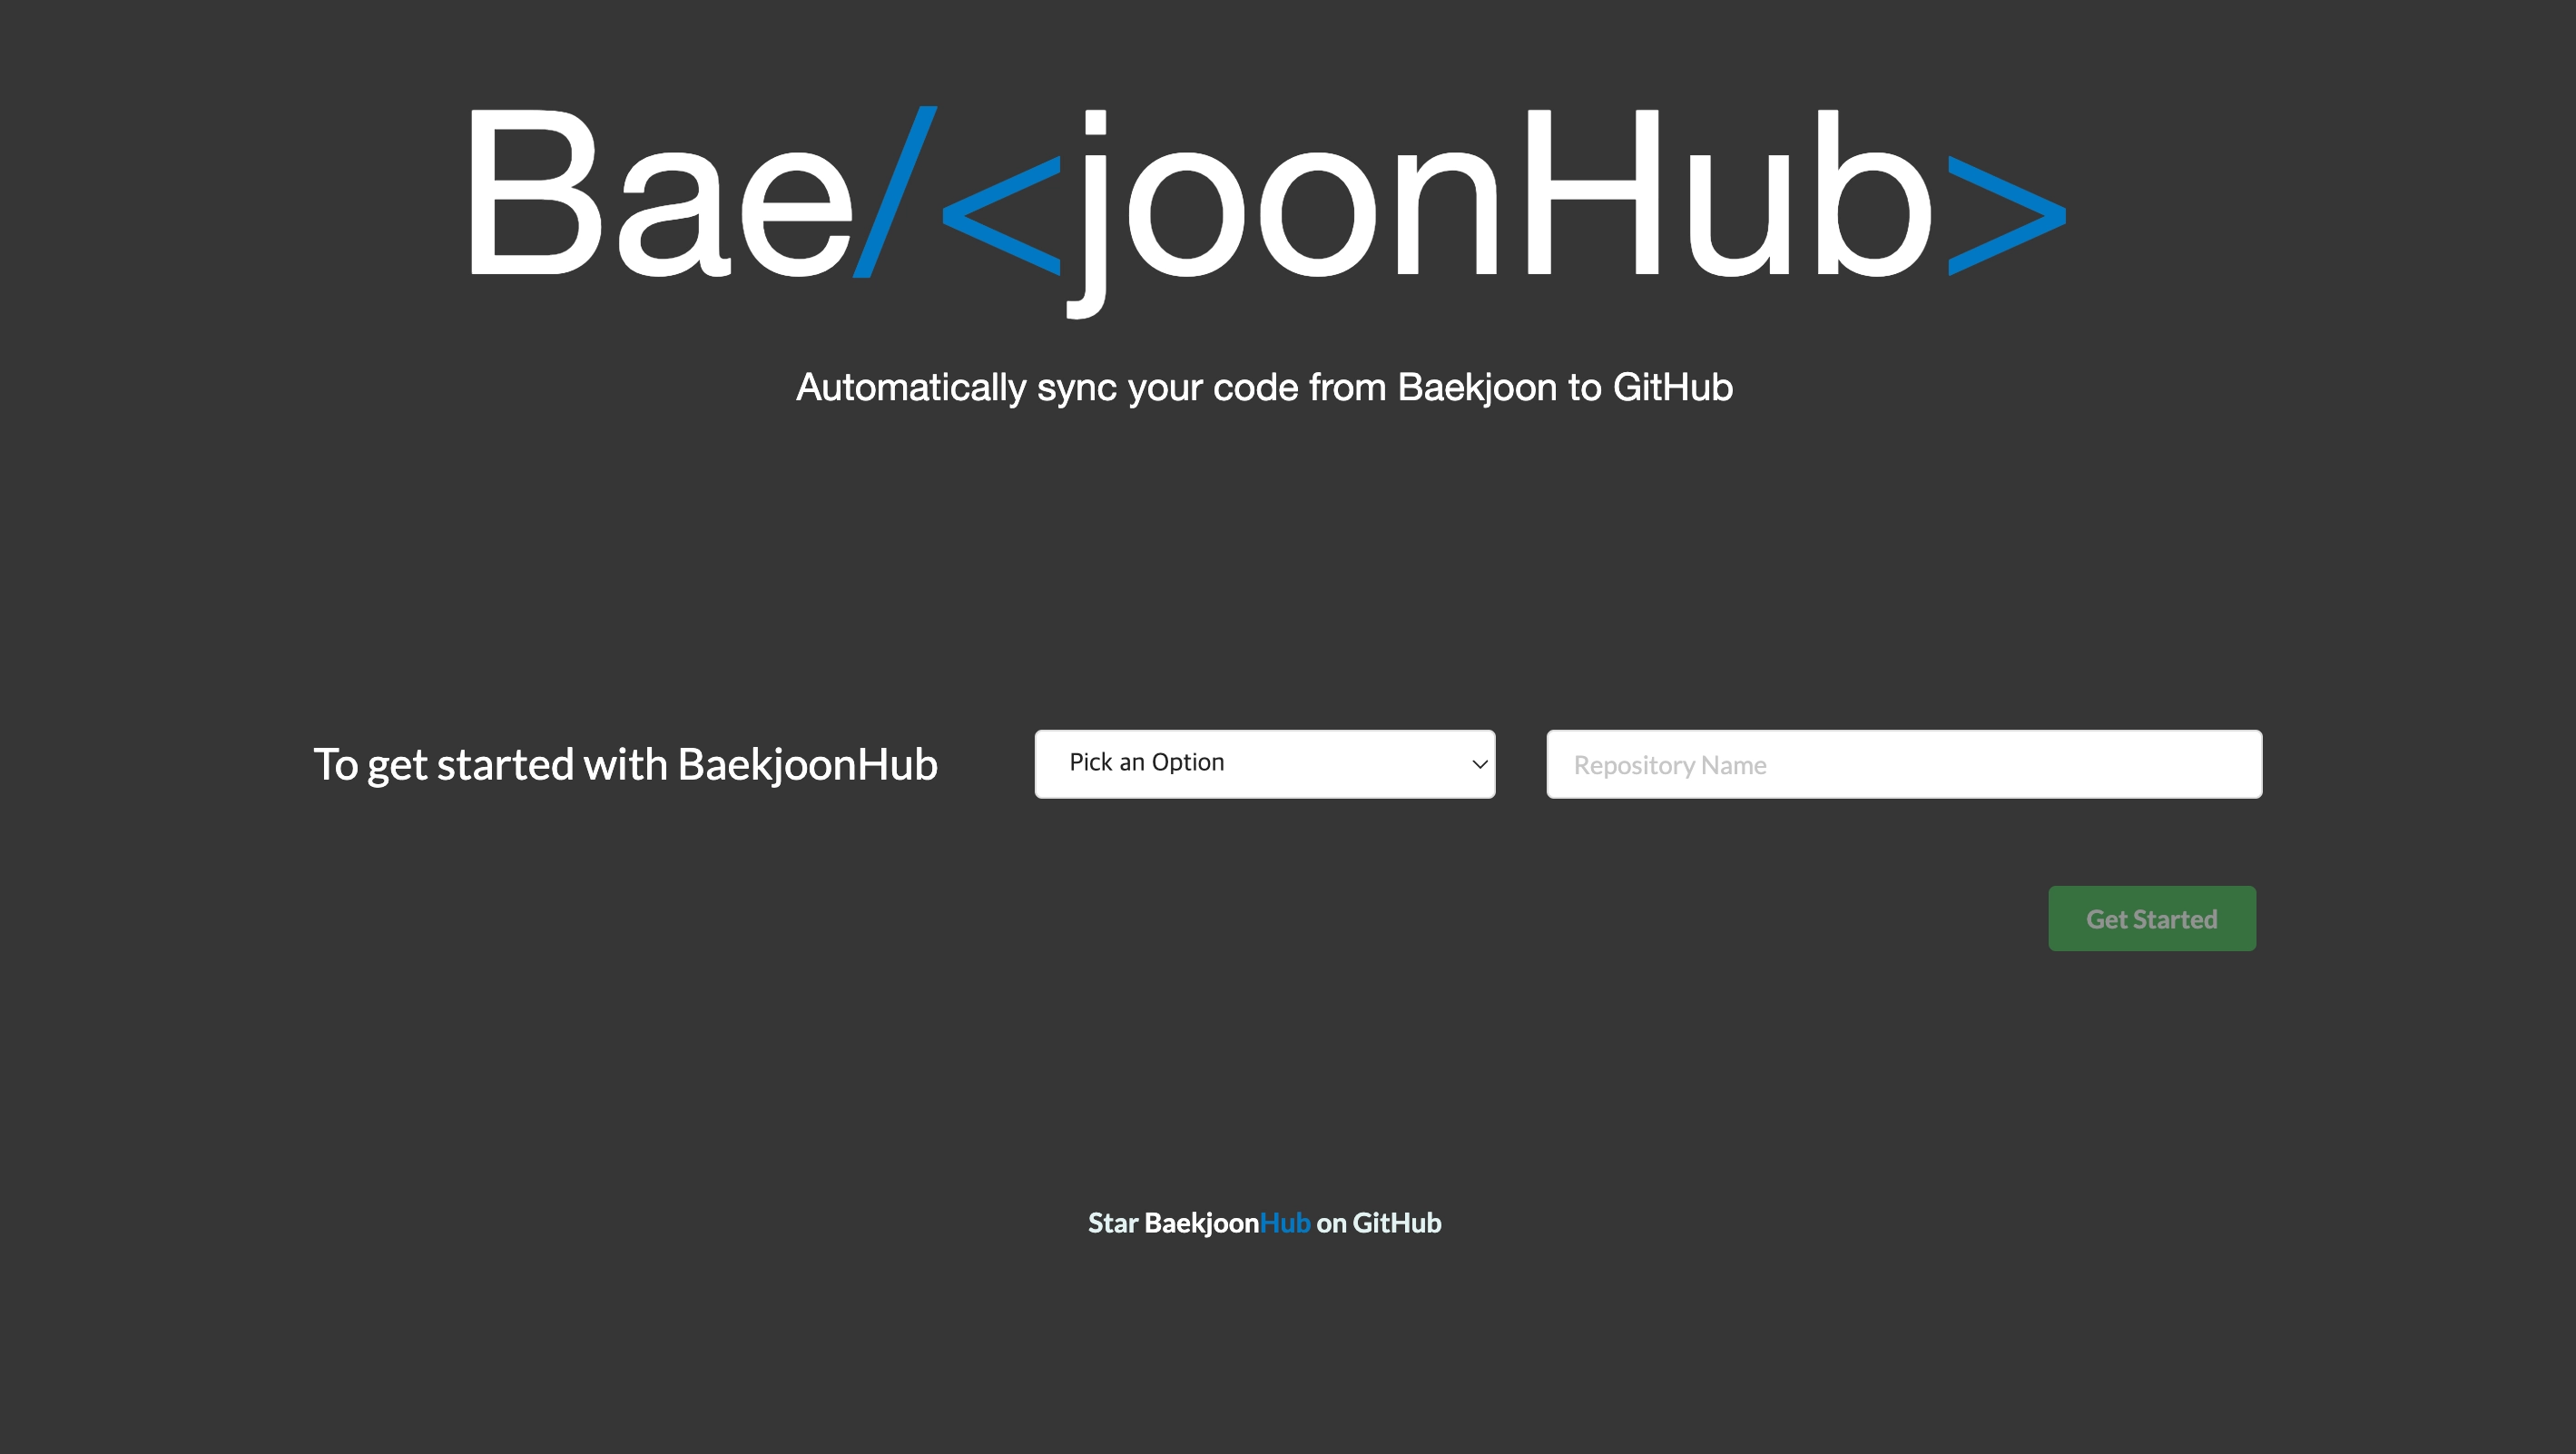 Bae/<joonHub>
Automatically sync your code from Baekjoon to GitHub
To get started with BaekjoonHub
Pick an Option
Repository Name
Get Started
Star BaekjoonHub on GitHub